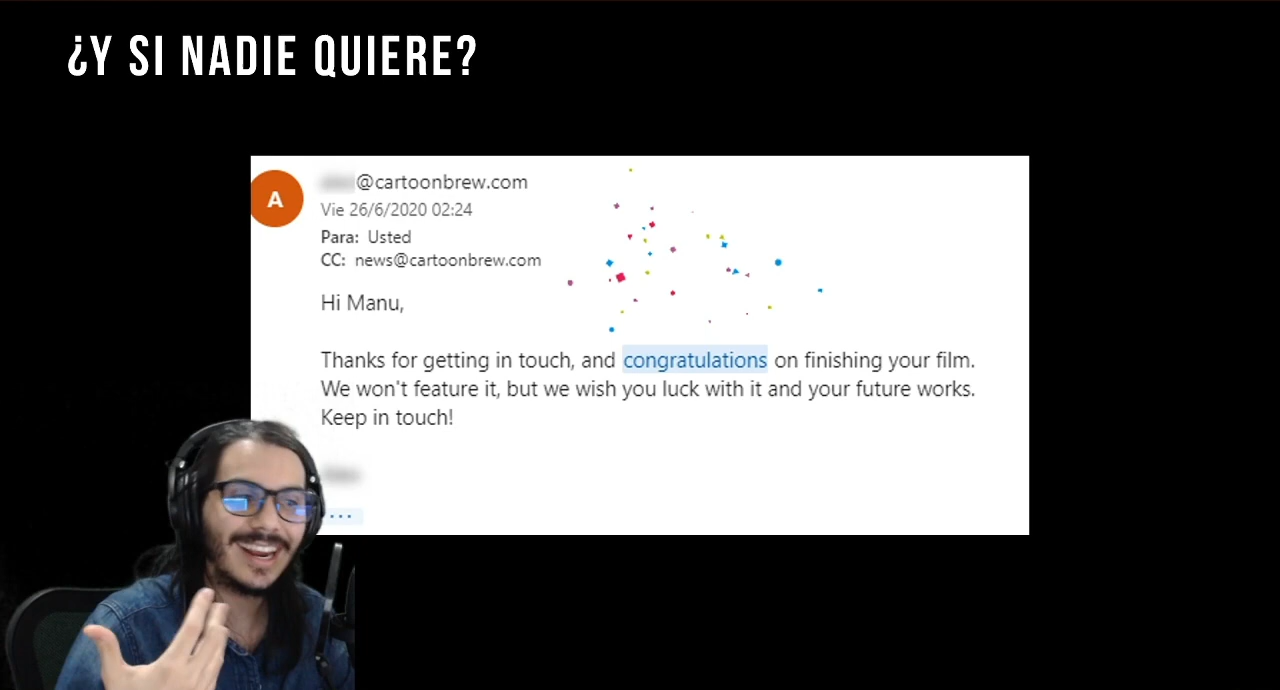 ¿Y SI NADIE QUIERE?
A
@cartoonbrew.com
Vie 26/6/2020 02:24
Para: Usted
CC: news@cartoonbrew.com
Hi Manu,
Thanks for getting in touch, and congratulations on finishing your film.
We won't feature it, but we wish you luck with it and your future works.
Keep in touch!
...